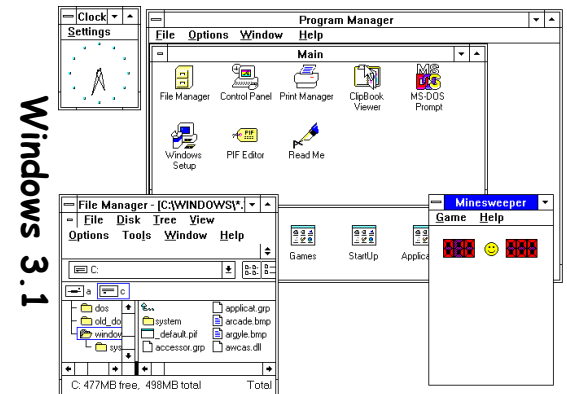 Windows 3.1
Clock
Settings
Program Manager
File Options Window Help
Main
File Manager
Control Panel
Print Manager
ClipBook
Viewer
MS-DOS
Prompt
Windows
Setup
PIF Editor
Read Me
Games
StartUp
Applica
File Manager - [C:\WINDOWS\*.
File Disk Tree View
Options Tools Window Help
C:
a c
dos
old_do
window
sys
system
_default.pif
accessor.grp
applicat.grp
arcade.bmp
argyle.bmp
awcas.dll
C: 477MB free, 498MB total
Total
Minesweeper
Game Help